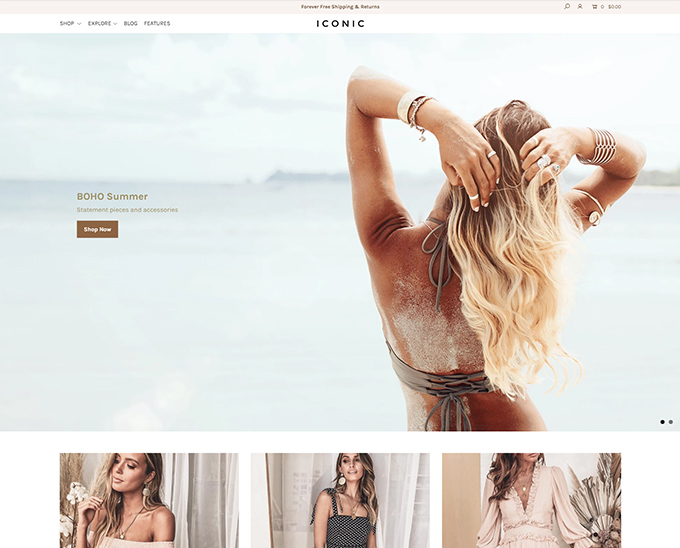 Forever Free Shipping & Returns
0 $0.00
SHOP EXPLORE BLOG FEATURES
ICONIC
BOHO Summer
Statement pieces and accessories
Shop Now